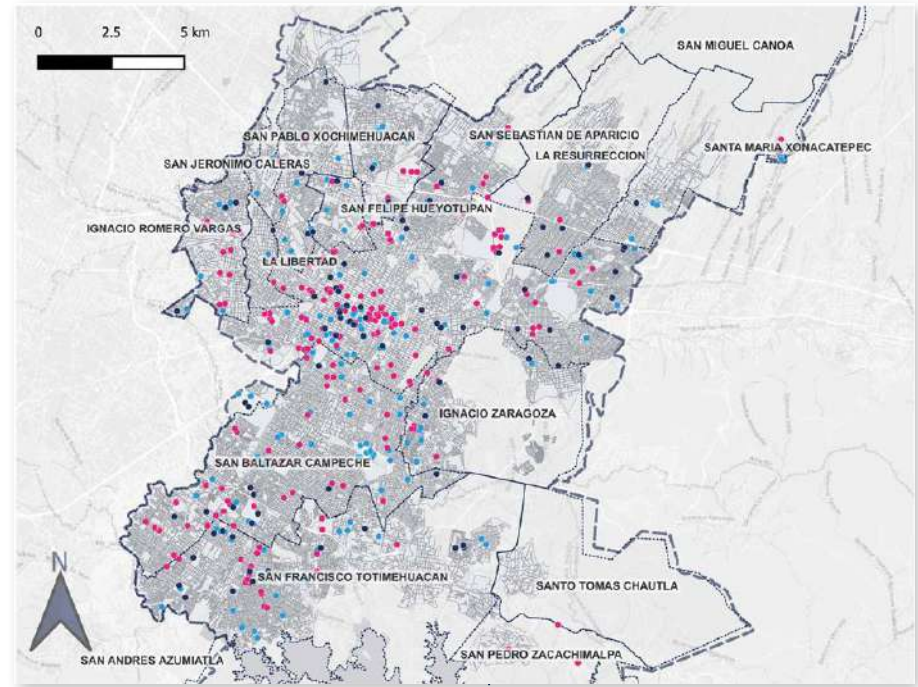 0 2.5 5 km
SAN MIGUEL CANOA
SAN PABLO XOCHIMEHUACAN
SAN SEBASTIAN DE APARICIO
SANTA MARIA XONACATEPEC
LA RESURRECCION
SAN JERONIMO CALERAS
SAN FELIPE HUEYOTLIPAN
IGNACIO ROMERO VARGAS
LA LIBERTAD
IGNACIO ZARAGOZA
SAN BALTAZAR CAMPECHE
N
SAN FRANCISCO TOTIMEHUACAN
SANTO TOMAS CHAUTLA
SAN ANDRES AZUMIATLA
SAN PEDRO ZACACHIMALPA